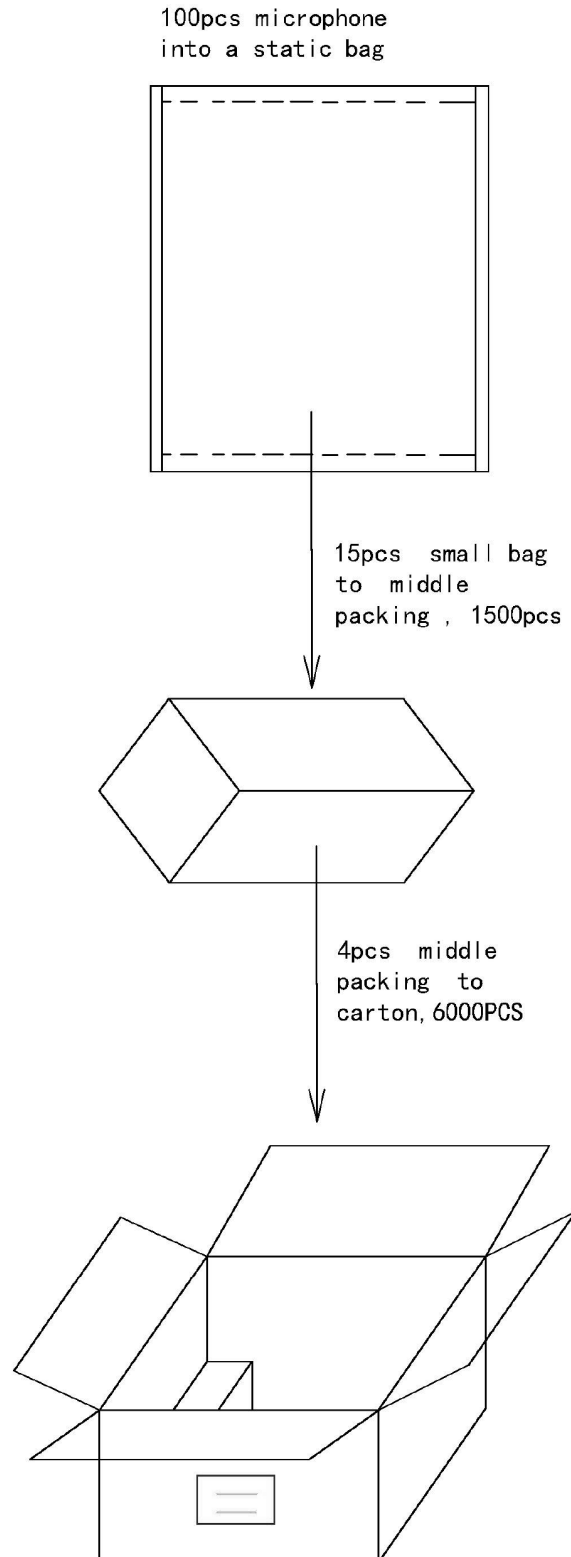 100pcs microphone
into a static bag
15pcs small bag
to middle
packing , 1500pcs
4pcs middle
packing to
carton,6000PCS